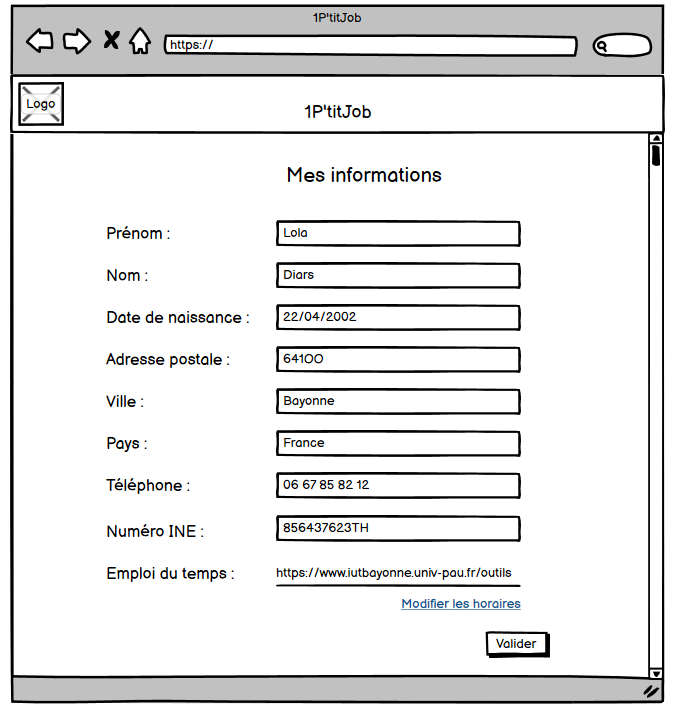 1P'titJob
https://
Logo
1P'titJob
Mes informations
Prénom : Lola
Nom : Diars
Date de naissance : 22/04/2002
Adresse postale : 64100
Ville : Bayonne
Pays : France
Téléphone : 06 67 85 82 12
Numéro INE : 856437623TH
Emploi du temps : https://www.iutbayonne.univ-pau.fr/outils
Modifier les horaires
Valider